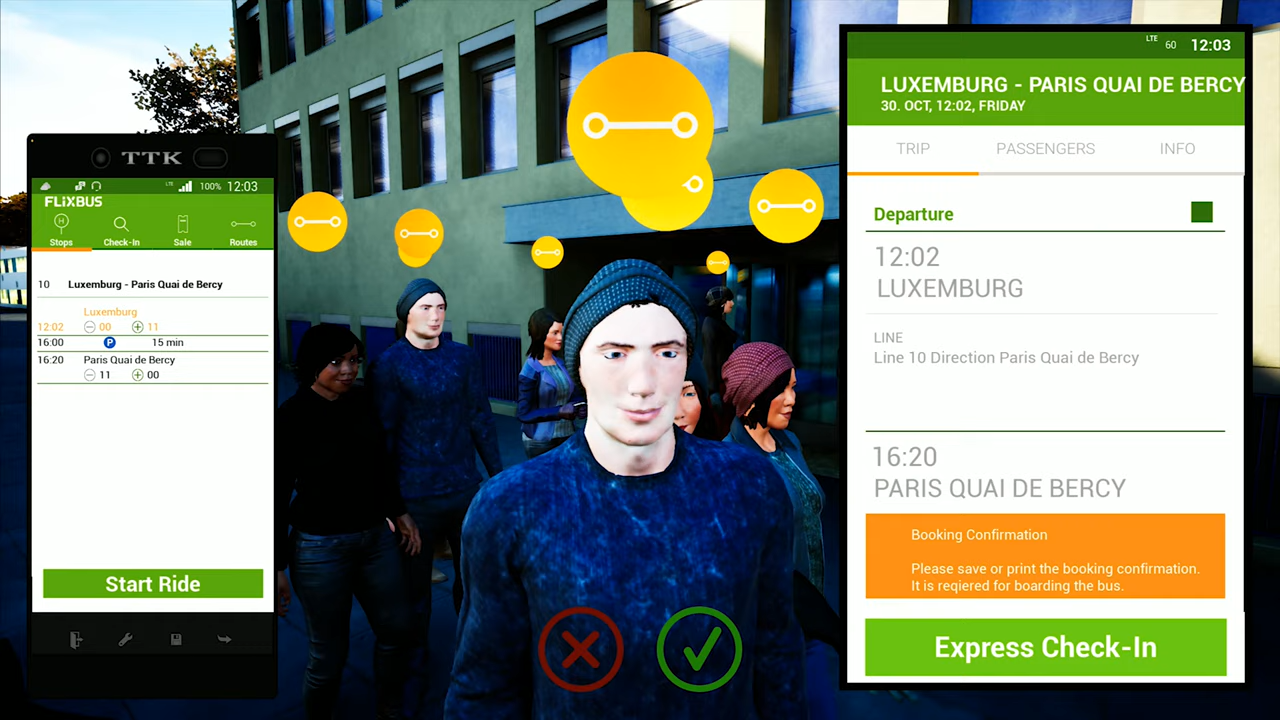 TTK
LTE 100% 12:03
FLiXBUS
H
Stops Check-In Sale Routes
10 Luxemburg - Paris Quai de Bercy
Luxemburg
12:02 00 11
16:00 P 15 min
16:20 Paris Quai de Bercy
11 00
Start Ride
LTE 60 12:03
LUXEMBURG - PARIS QUAI DE BERCY
30. OCT, 12:02, FRIDAY
TRIP PASSENGERS INFO
Departure
12:02
LUXEMBURG
LINE
Line 10 Direction Paris Quai de Bercy
16:20
PARIS QUAI DE BERCY
Booking Confirmation
Please save or print the booking confirmation.
It is reqiered for boarding the bus.
Express Check-In